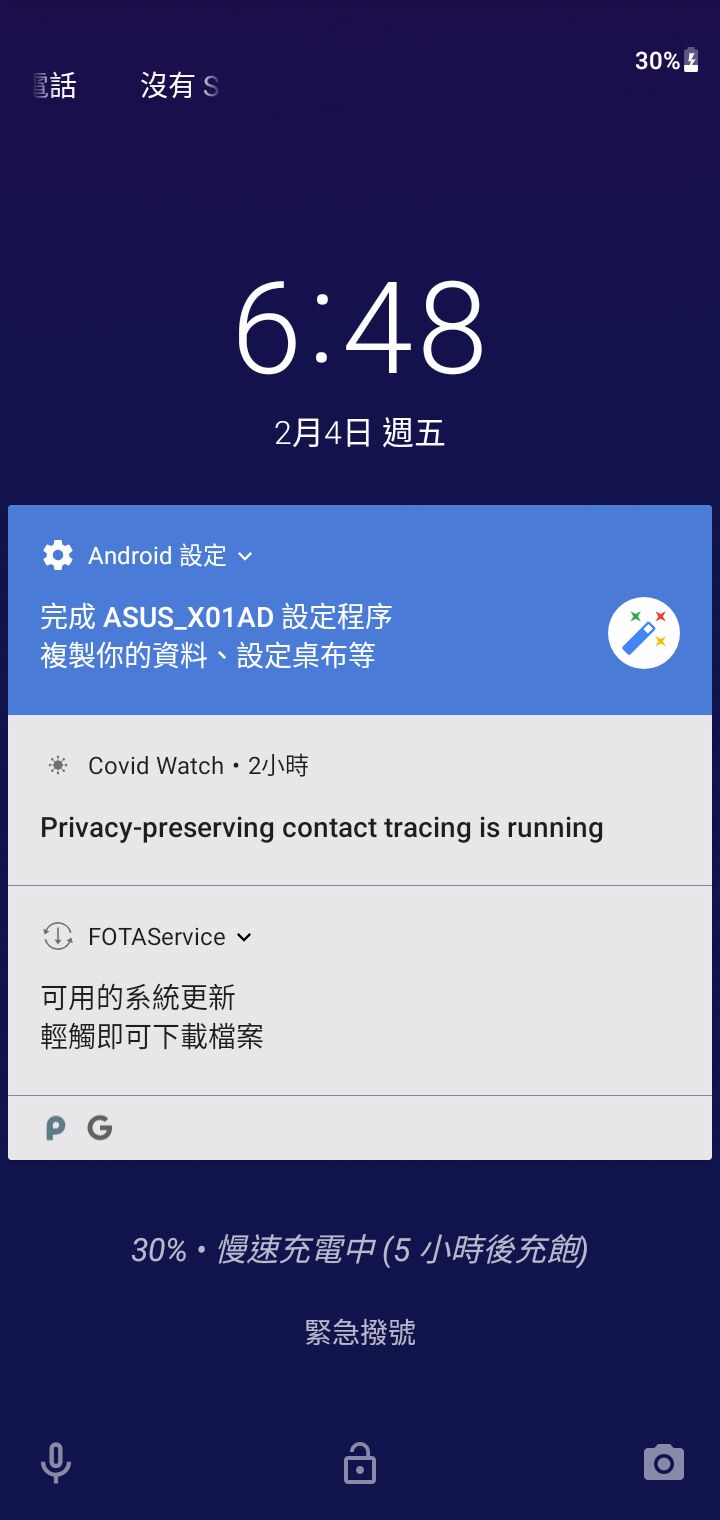 話 沒有 S
30%
6:48
2月4日 週五
Android 設定
完成 ASUS_X01AD 設定程序
複製你的資料、設定桌布等
Covid Watch • 2小時
Privacy-preserving contact tracing is running
FOTAService
可用的系統更新
輕觸即可下載檔案
30% • 慢速充電中 (5 小時後充飽)
緊急撥號